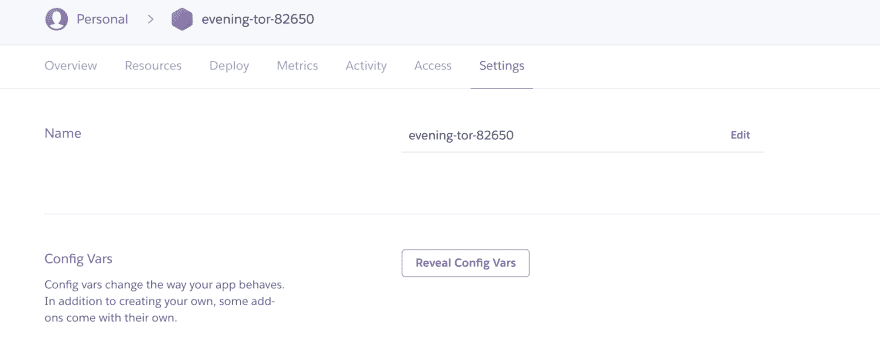 Personal > evening-tor-82650
Overview Resources Deploy Metrics Activity Access Settings
Name evening-tor-82650 Edit
Config Vars Reveal Config Vars
Config vars change the way your app behaves.
In addition to creating your own, some add-
ons come with their own.